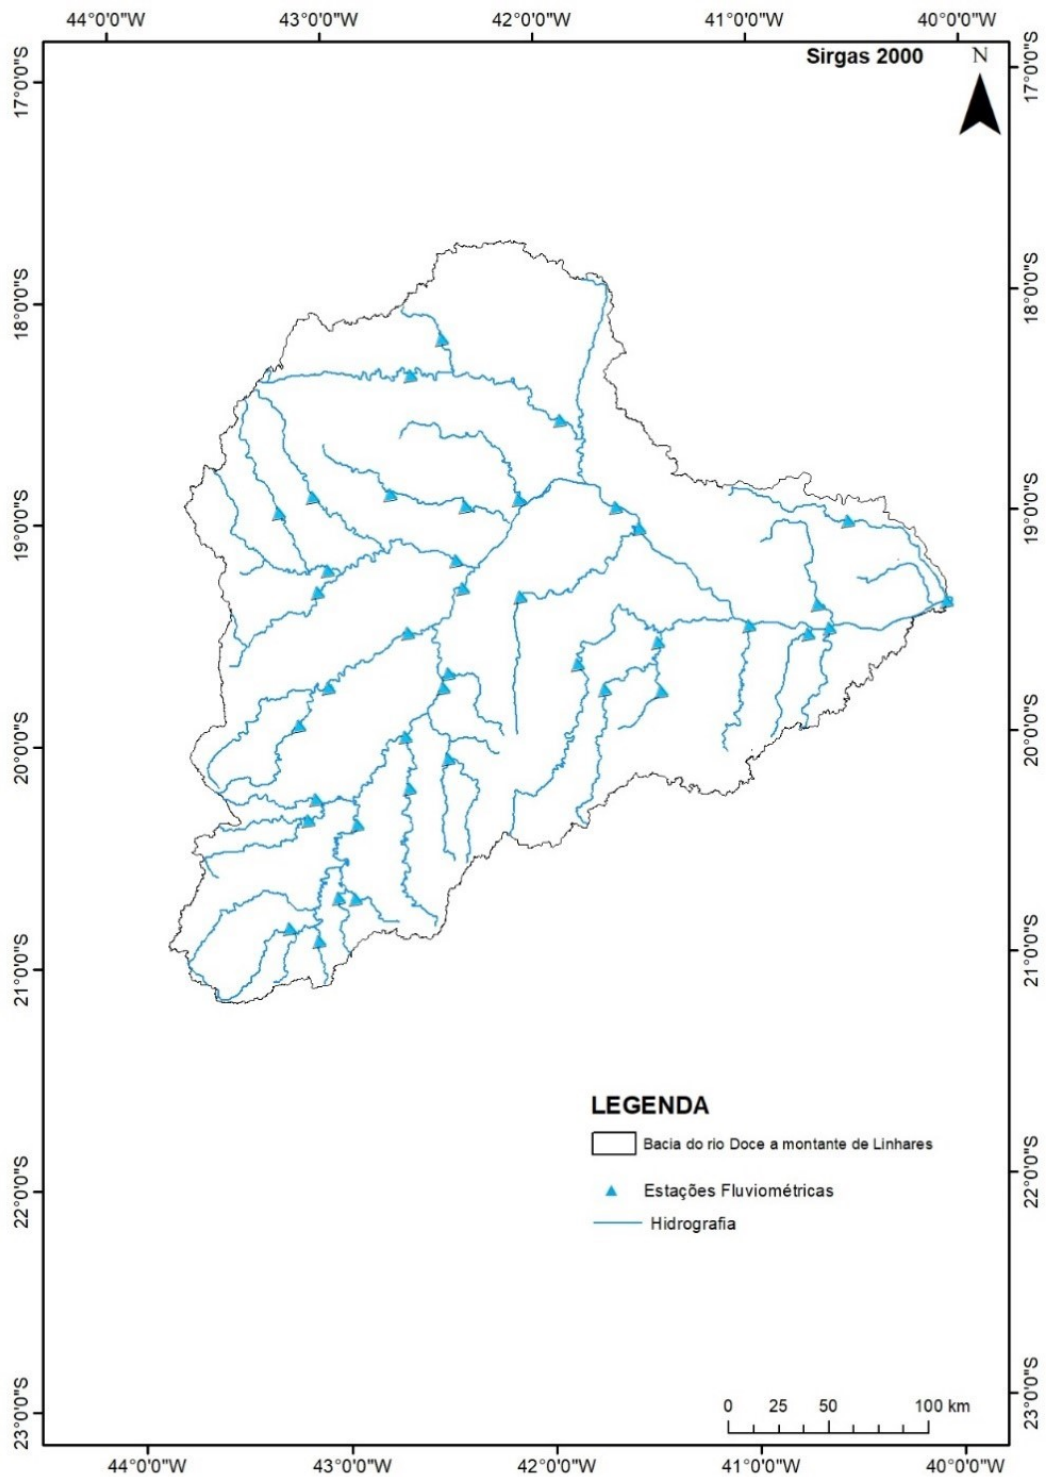 44°0'0"W 43°0'0"W 42°0'0"W 41°0'0"W 40°0'0"W
Sirgas 2000
N
17°0'0"S 17°0'0"S
18°0'0"S 18°0'0"S
19°0'0"S 19°0'0"S
20°0'0"S 20°0'0"S
21°0'0"S 21°0'0"S
LEGENDA
Bacia do rio Doce a montante de Linhares
22°0'0"S 22°0'0"S
Estações Fluviométricas
Hidrografia
23°0'0"S 23°0'0"S
0 25 50 100 km
44°0'0"W 43°0'0"W 42°0'0"W 41°0'0"W 40°0'0"W